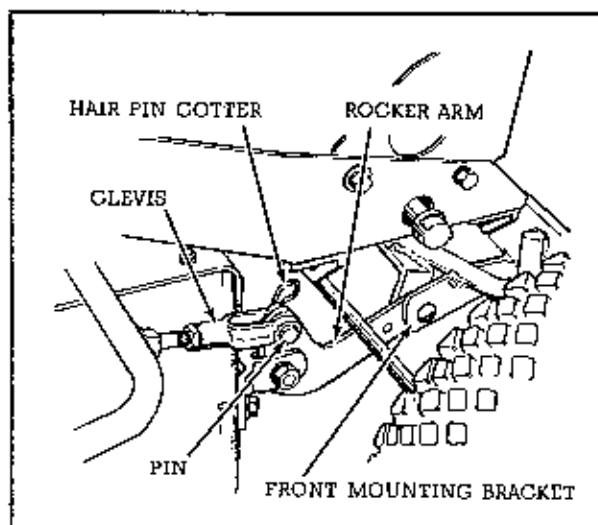 HAIR PIN COTTER
ROCKER ARM
CLEVIS
PIN
FRONT MOUNTING BRACKET